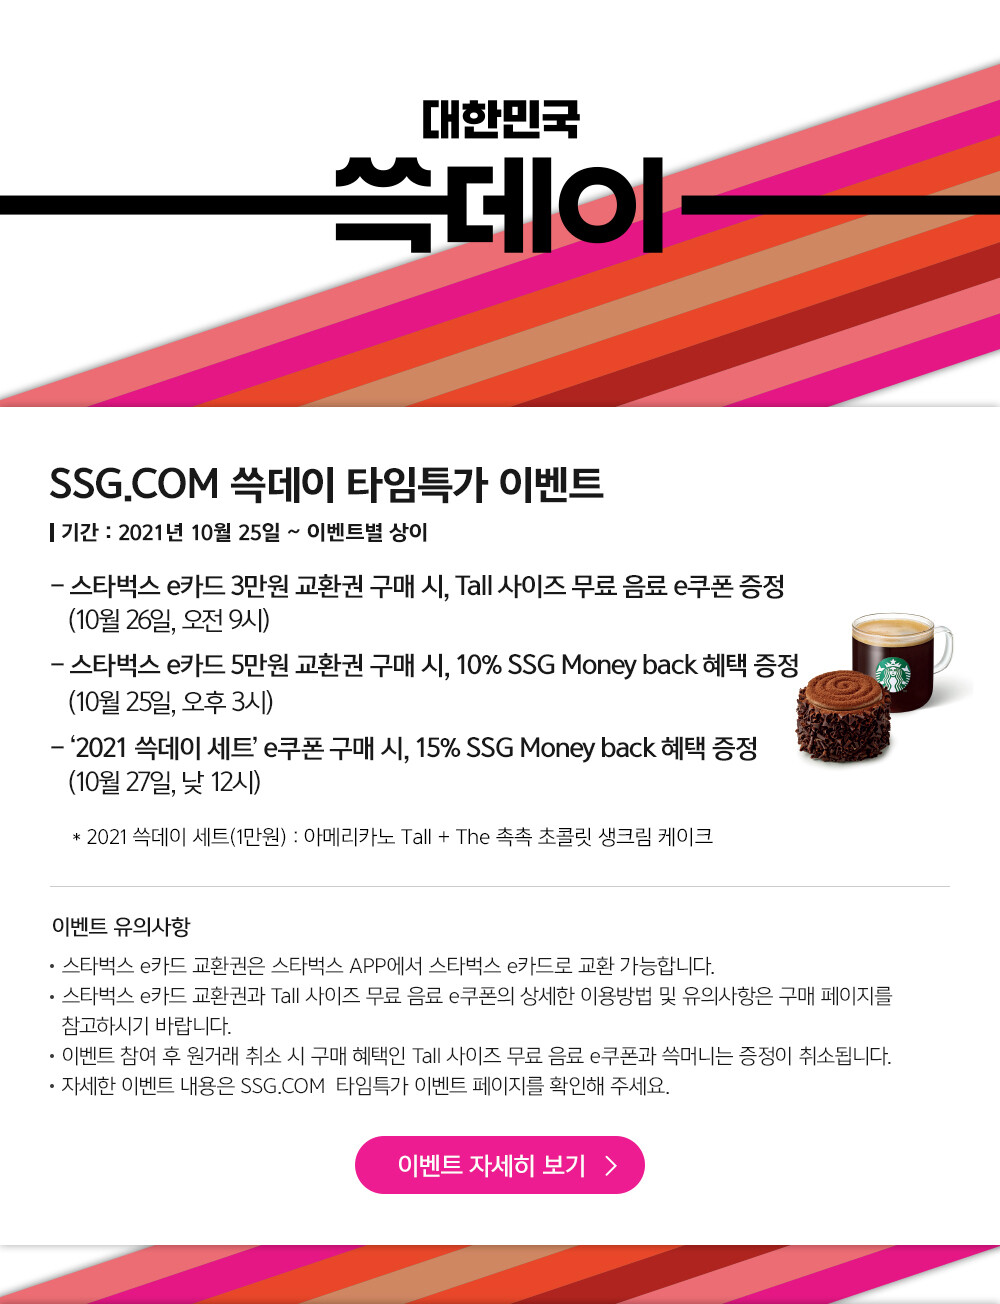 대한민국
쓱데이
SSG.COM 쓱데이 타임특가 이벤트
기간 : 2021년 10월 25일 ~ 이벤트별 상이
– 스타벅스 e카드 3만원 교환권 구매 시, Tall 사이즈 무료 음료 e쿠폰 증정
(10월 26일, 오전 9시)
– 스타벅스 e카드 5만원 교환권 구매 시, 10% SSG Money back 혜택 증정
(10월 25일, 오후 3시)
– ‘2021 쓱데이 세트’ e쿠폰 구매 시, 15% SSG Money back 혜택 증정
(10월 27일, 낮 12시)
* 2021 쓱데이 세트(1만원) : 아메리카노 Tall + The 촉촉 초콜릿 생크림 케이크
이벤트 유의사항
• 스타벅스 e카드 교환권은 스타벅스 APP에서 스타벅스 e카드로 교환 가능합니다.
• 스타벅스 e카드 교환권과 Tall 사이즈 무료 음료 e쿠폰의 상세한 이용방법 및 유의사항은 구매 페이지를
참고하시기 바랍니다.
• 이벤트 참여 후 원거래 취소 시 구매 혜택인 Tall 사이즈 무료 음료 e쿠폰과 쓱머니는 증정이 취소됩니다.
• 자세한 이벤트 내용은 SSG.COM 타임특가 이벤트 페이지를 확인해 주세요.
이벤트 자세히 보기 >